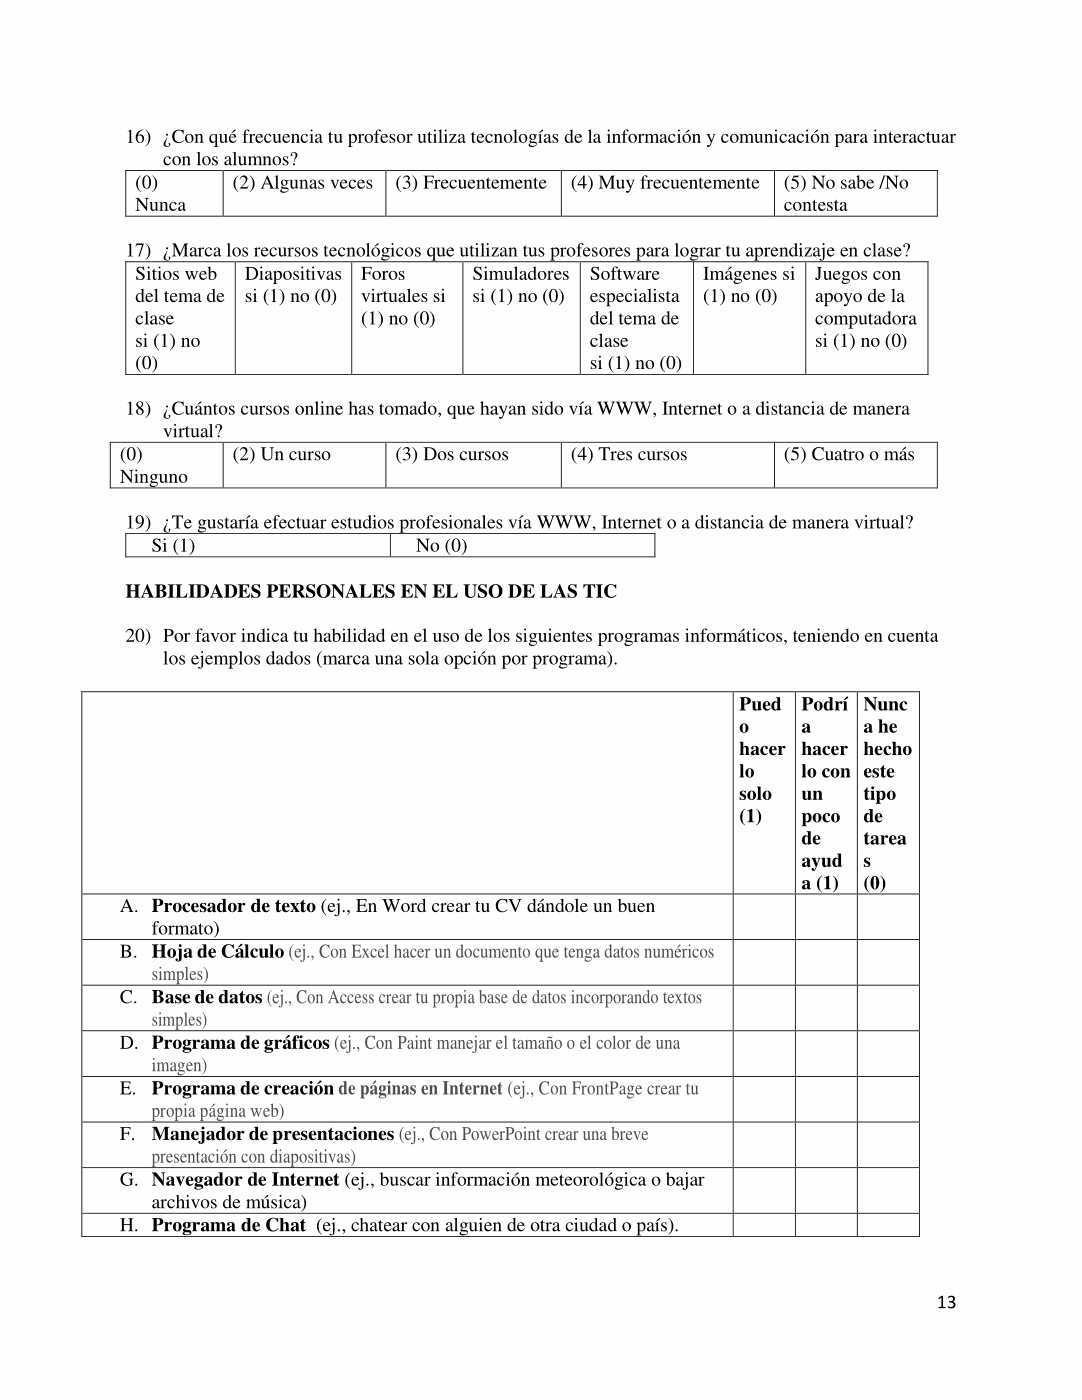 16) ¿Con qué frecuencia tu profesor utiliza tecnologías de la información y comunicación para interactuar
con los alumnos?
(0)
Nunca
(2) Algunas veces
(3) Frecuentemente
(4) Muy frecuentemente
(5) No sabe /No
contesta
17) ¿Marca los recursos tecnológicos que utilizan tus profesores para lograr tu aprendizaje en clase?
Sitios web
del tema de
clase
si (1) no
(0)
Diapositivas
si (1) no (0)
Foros
virtuales si
(1) no (0)
Simuladores
si (1) no (0)
Software
especialista
del tema de
clase
si (1) no (0)
Imágenes si
(1) no (0)
Juegos con
apoyo de la
computadora
si (1) no (0)
18) ¿Cuántos cursos online has tomado, que hayan sido vía WWW, Internet o a distancia de manera
virtual?
(0)
Ninguno
(2) Un curso
(3) Dos cursos
(4) Tres cursos
(5) Cuatro o más
19) ¿Te gustaría efectuar estudios profesionales vía WWW, Internet o a distancia de manera virtual?
Si (1)
No (0)
HABILIDADES PERSONALES EN EL USO DE LAS TIC
20) Por favor indica tu habilidad en el uso de los siguientes programas informáticos, teniendo en cuenta
los ejemplos dados (marca una sola opción por programa).
Pued
o
hacer
lo
solo
(1)
Podrí
a
hacer
lo con
un
poco
de
ayud
a (1)
Nunc
a he
hecho
este
tipo
de
tarea
s
(0)
A. Procesador de texto (ej., En Word crear tu CV dándole un buen
formato)
B. Hoja de Cálculo (ej., Con Excel hacer un documento que tenga datos numéricos
simples)
C. Base de datos (ej., Con Access crear tu propia base de datos incorporando textos
simples)
D. Programa de gráficos (ej., Con Paint manejar el tamaño o el color de una
imagen)
E. Programa de creación de páginas en Internet (ej., Con FrontPage crear tu
propia página web)
F. Manejador de presentaciones (ej., Con PowerPoint crear una breve
presentación con diapositivas)
G. Navegador de Internet (ej., buscar información meteorológica o bajar
archivos de música)
H. Programa de Chat (ej., chatear con alguien de otra ciudad o país).
13